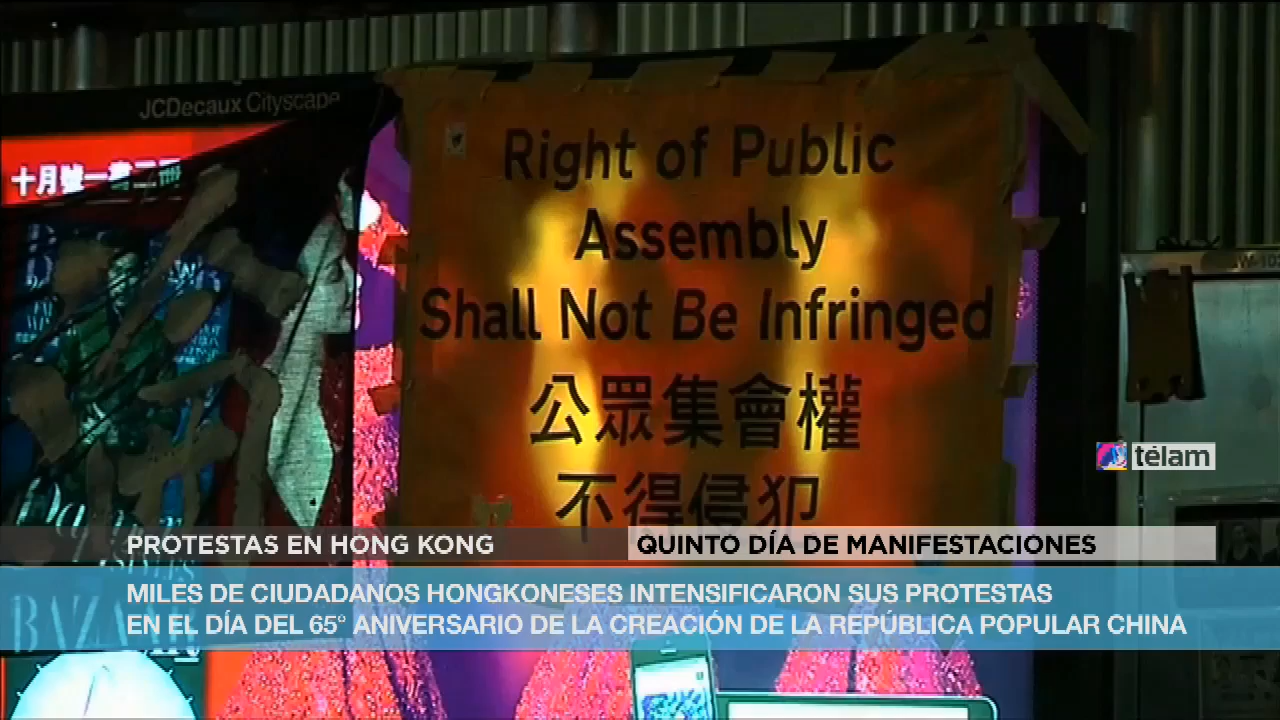 JCDecaux Cityscape
十月號
Right of Public
Assembly
Shall Not Be Infringed
公眾集會權
不得侵犯
télam
PROTESTAS EN HONG KONG
QUINTO DÍA DE MANIFESTACIONES
MILES DE CIUDADANOS HONGKONESES INTENSIFICARON SUS PROTESTAS
EN EL DÍA DEL 65° ANIVERSARIO DE LA CREACIÓN DE LA REPÚBLICA POPULAR CHINA
BAZAAR